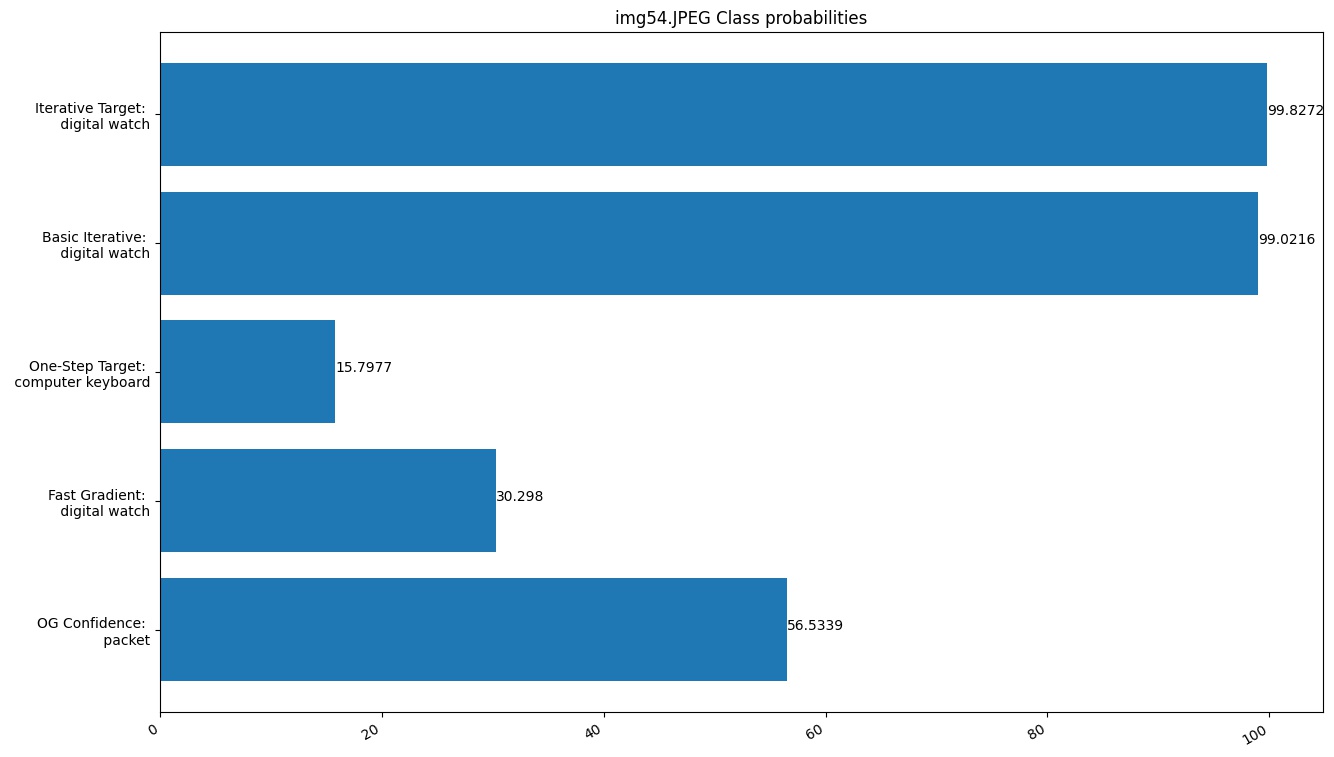 img54.JPEG Class probabilities
Iterative Target:
digital watch
99.8272
Basic Iterative:
digital watch
99.0216
One-Step Target:
computer keyboard
15.7977
Fast Gradient:
digital watch
30.298
OG Confidence:
packet
56.5339
0
20
40
60
80
100